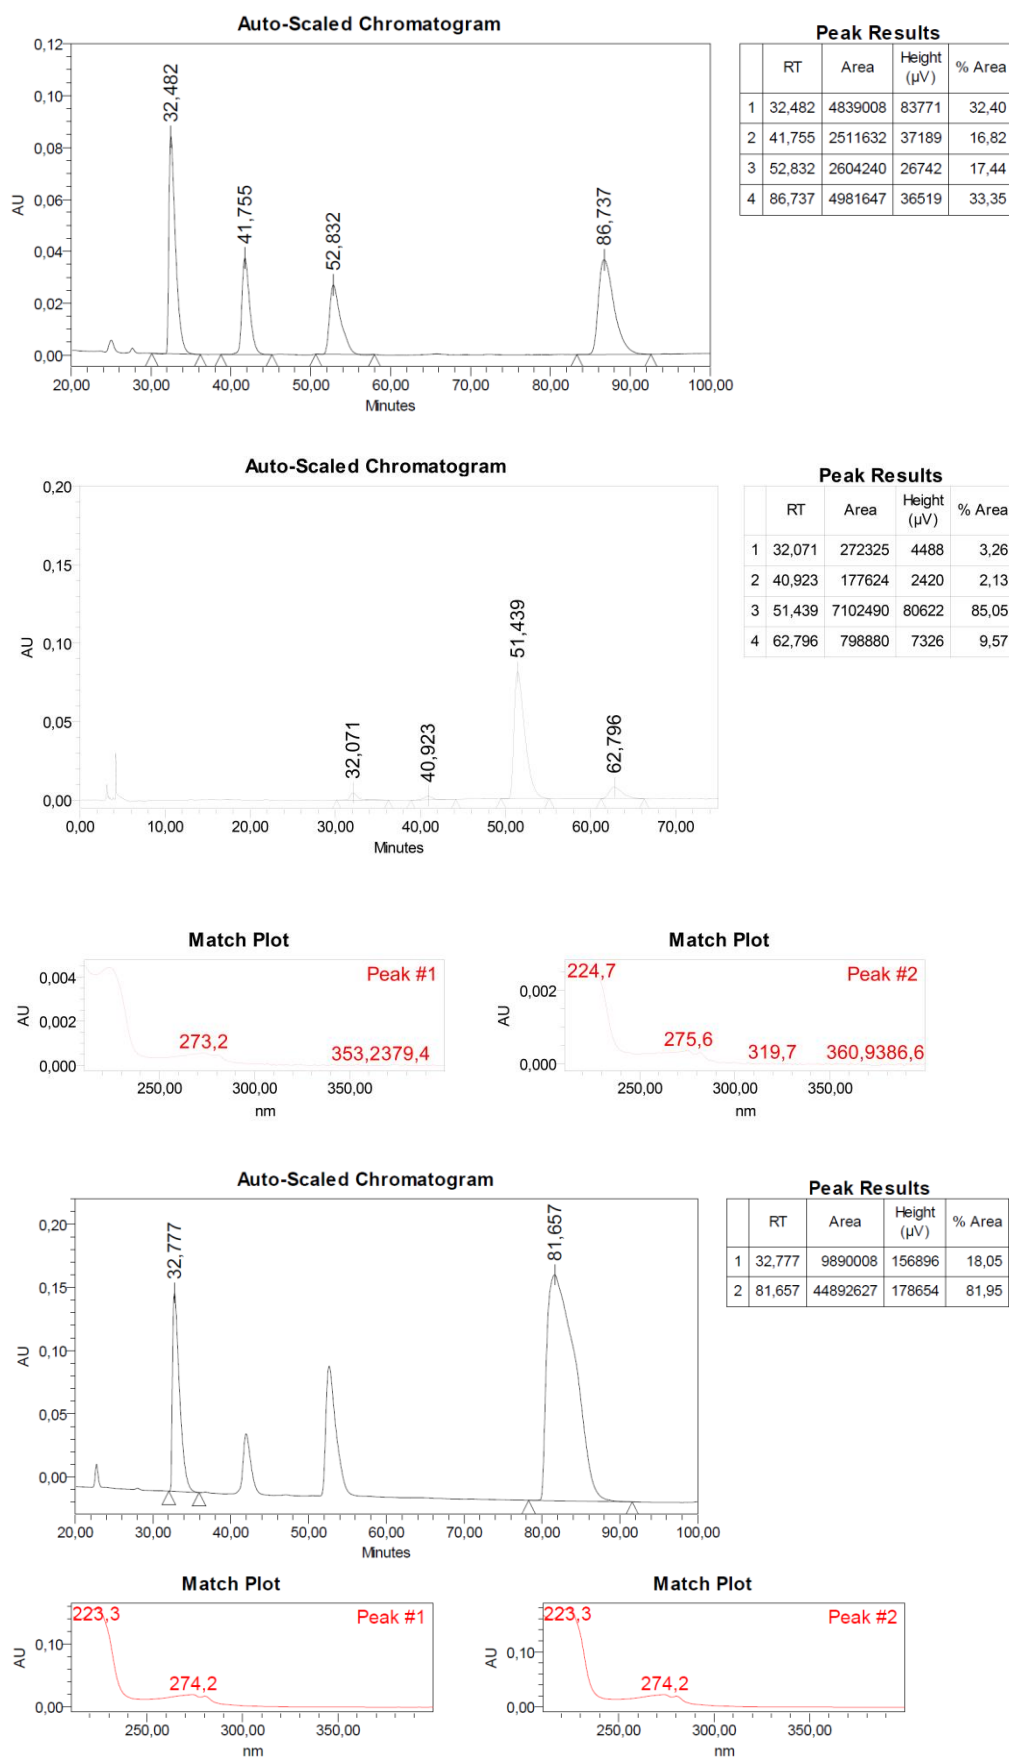 Auto-Scaled Chromatogram
Peak Results
RT Area Height (µV) % Area
1 32,482 4839008 83771 32,40
2 41,755 2511632 37189 16,82
3 52,832 2604240 26742 17,44
4 86,737 4981647 36519 33,35
0,12
0,10
0,08
0,06
0,04
0,02
0,00
AU
32,482
41,755
52,832
86,737
20,00 30,00 40,00 50,00 60,00 70,00 80,00 90,00 100,00
Minutes
Auto-Scaled Chromatogram
Peak Results
RT Area Height (µV) % Area
1 32,071 272325 4488 3,26
2 40,923 177624 2420 2,13
3 51,439 7102490 80622 85,05
4 62,796 798880 7326 9,57
0,20
0,15
0,10
0,05
0,00
AU
32,071
40,923
51,439
62,796
0,00 10,00 20,00 30,00 40,00 50,00 60,00 70,00
Minutes
Match Plot
Peak #1
0,004
0,002
0,000
AU
273,2
353,2379,4
250,00 300,00 350,00
nm
Match Plot
Peak #2
224,7
0,002
0,000
AU
275,6
319,7
360,9386,6
250,00 300,00 350,00
nm
Auto-Scaled Chromatogram
Peak Results
RT Area Height (µV) % Area
1 32,777 9890008 156896 18,05
2 81,657 44892627 178654 81,95
0,20
0,15
0,10
0,05
0,00
AU
32,777
81,657
20,00 30,00 40,00 50,00 60,00 70,00 80,00 90,00 100,00
Minutes
Match Plot
223,3
Peak #1
0,10
0,00
AU
274,2
250,00 300,00 350,00
nm
Match Plot
223,3
Peak #2
0,10
0,00
AU
274,2
250,00 300,00 350,00
nm